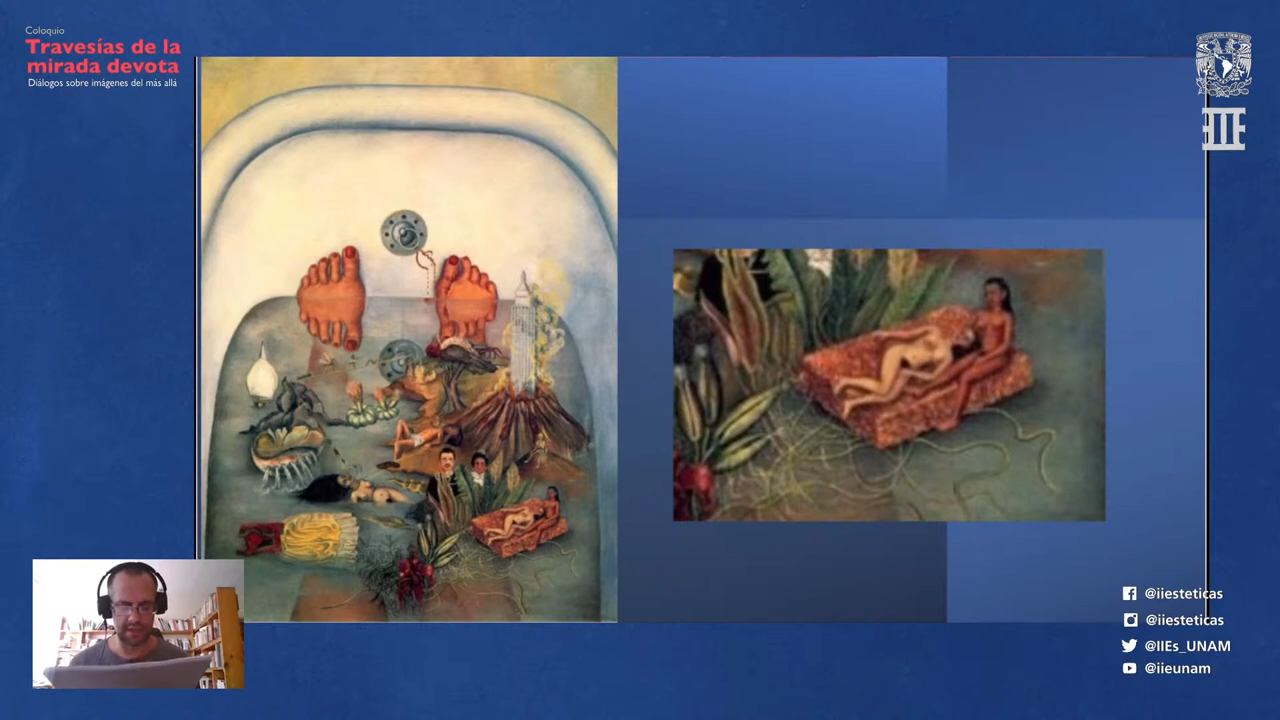 Coloquio
Travesías de la
mirada devota
Diálogos sobre imágenes del más allá
@iiesteticas
@iiesteticas
@IIEs_UNAM
@iieunam